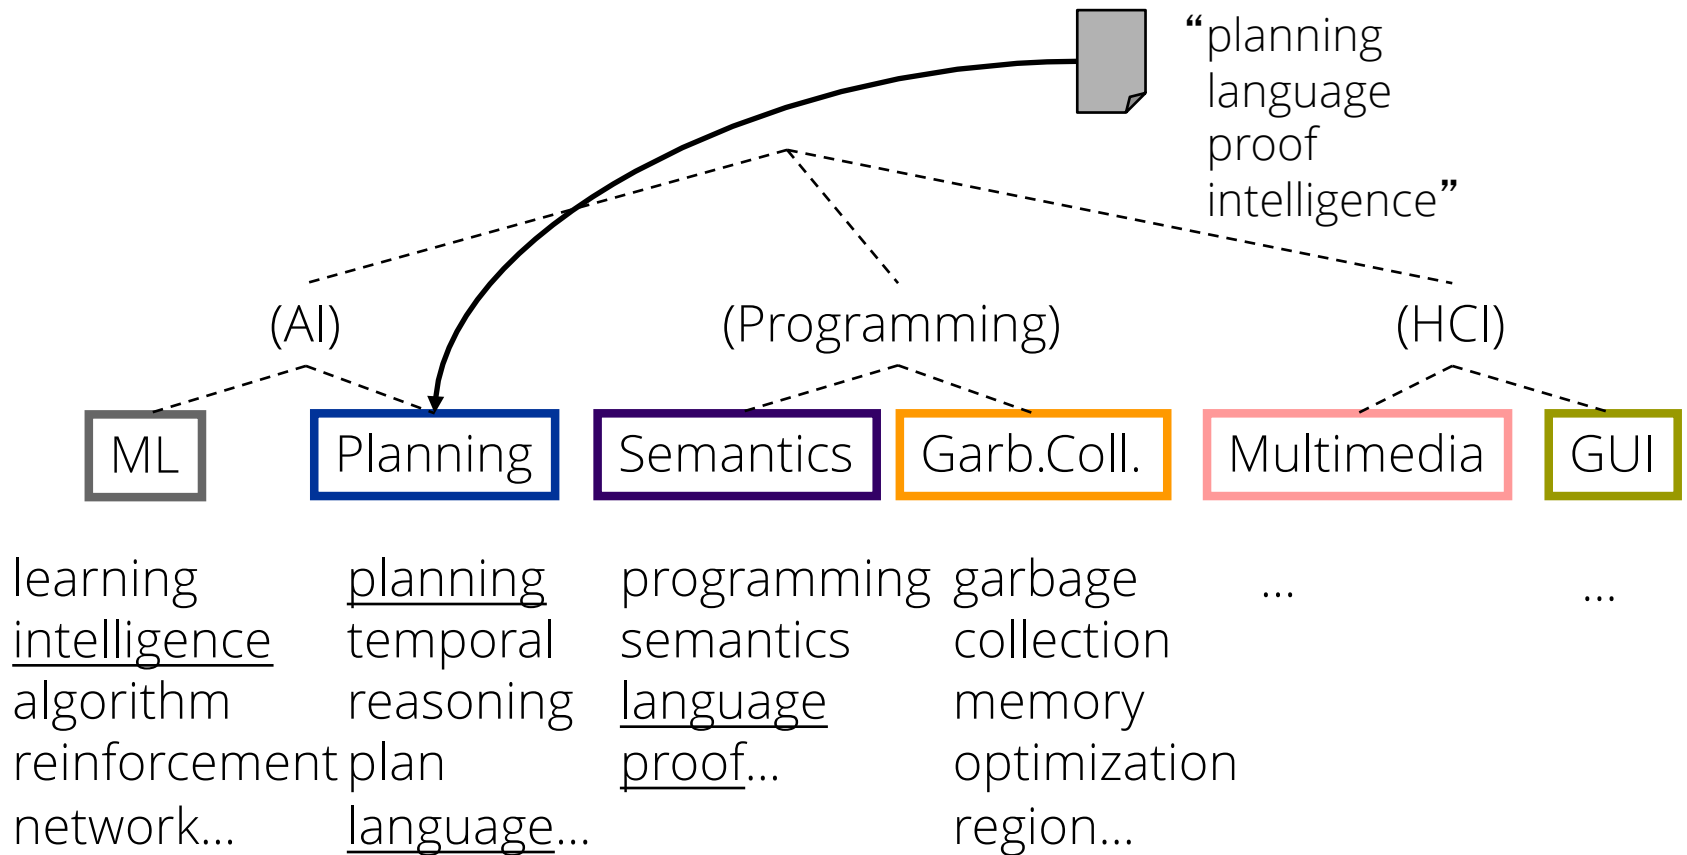 “planning
language
proof
intelligence”
(AI)
(Programming)
(HCI)
ML
Planning
Semantics
Garb.Coll.
Multimedia
GUI
learning
intelligence
algorithm
reinforcement
network...
planning
temporal
reasoning
plan
language...
programming
semantics
language
proof...
garbage
collection
memory
optimization
region...
...
...